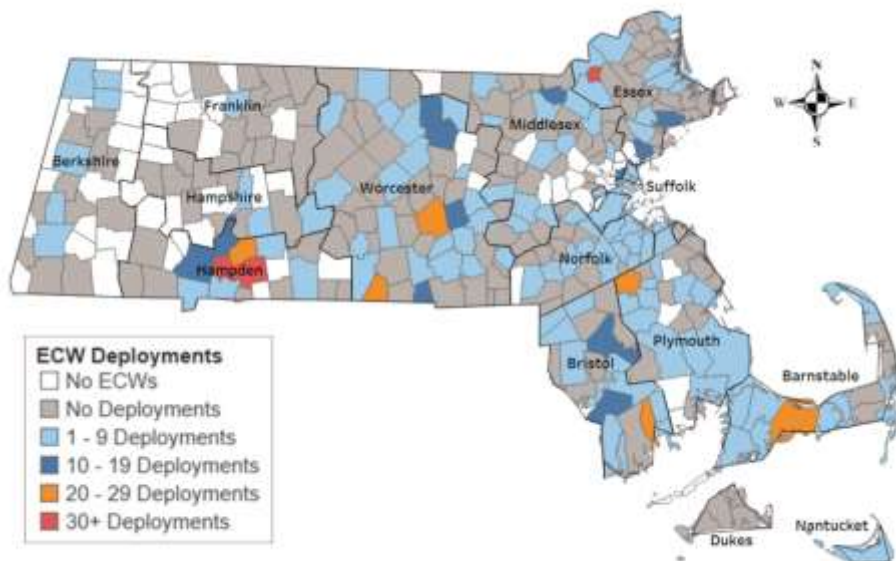 N
W E
S
Essex
Franklin
Middlesex
Berkshire
Worcester
Hampshire
Suffolk
Hampden
Norfolk
ECW Deployments
No ECWs
No Deployments
1 - 9 Deployments
10 - 19 Deployments
20 - 29 Deployments
30+ Deployments
Plymouth
Bristol
Barnstable
Nantucket
Dukes